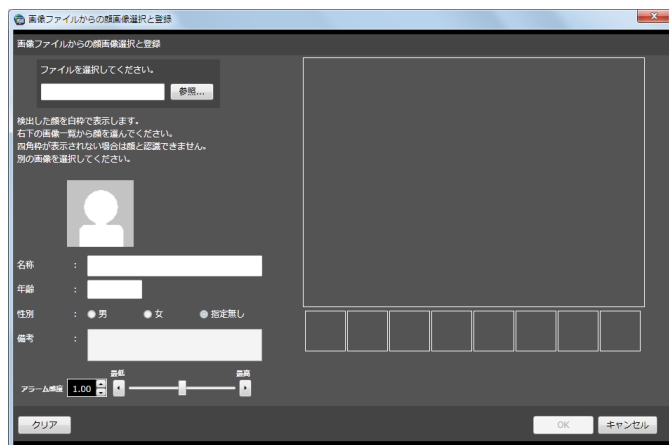 画像ファイルからの顔画像選択と登録
画像ファイルからの顔画像選択と登録
ファイルを選択してください。
参照...
検出した顔を白枠で表示します。
右下の画像一覧から顔を選んでください。
四角枠が表示されない場合は顔と認識できません。
別の画像を選択してください。
名称 :
年齢 :
性別 : 男 女 指定無し
備考 :
最低 最高
アラーム感度 1.00
クリア OK キャンセル